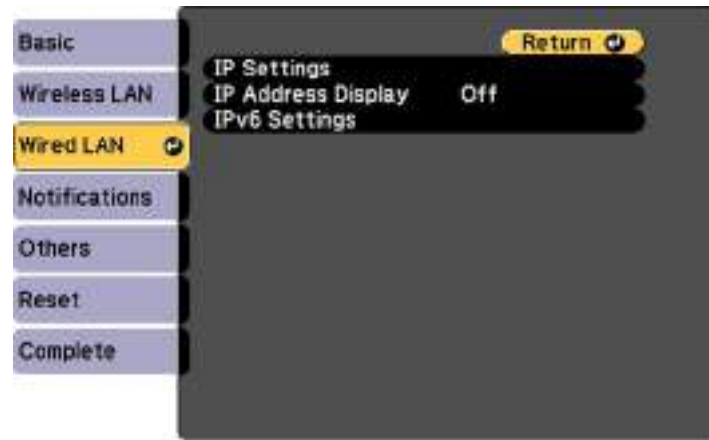 Basic
Wireless LAN
Wired LAN
Notifications
Others
Reset
Complete
Return
IP Settings
IP Address Display Off
IPv6 Settings